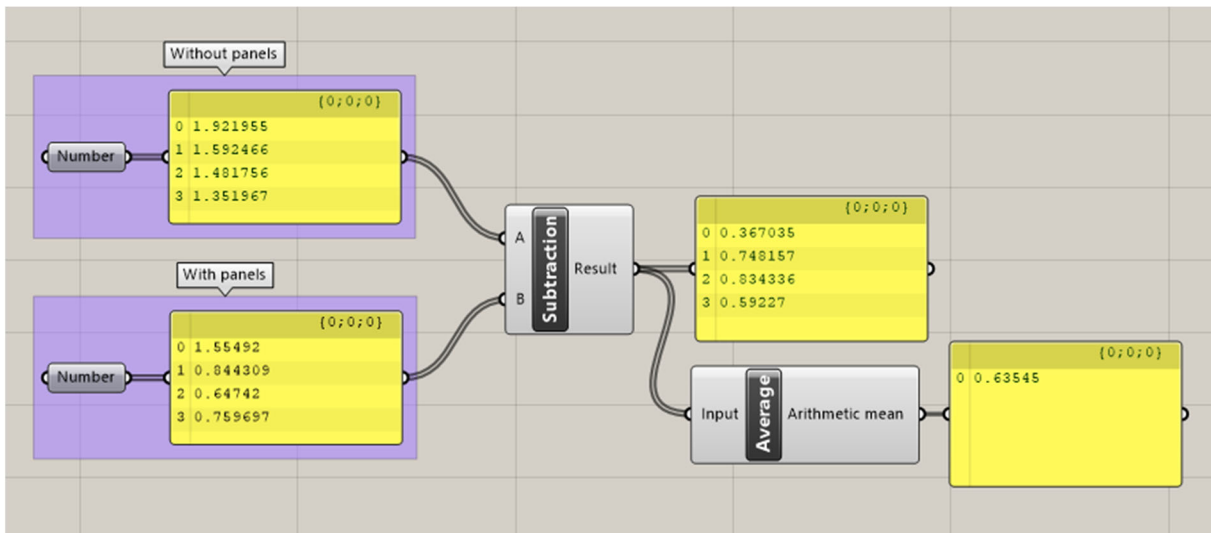 Without panels
{0;0;0}
0 1.921955
1 1.592466
2 1.481756
3 1.351967
Number
With panels
{0;0;0}
0 1.55492
1 0.844309
2 0.64742
3 0.759697
Number
A
B
Subtraction
Result
{0;0;0}
0 0.367035
1 0.748157
2 0.834336
3 0.59227
Input
Average
Arithmetic mean
{0;0;0}
0 0.63545